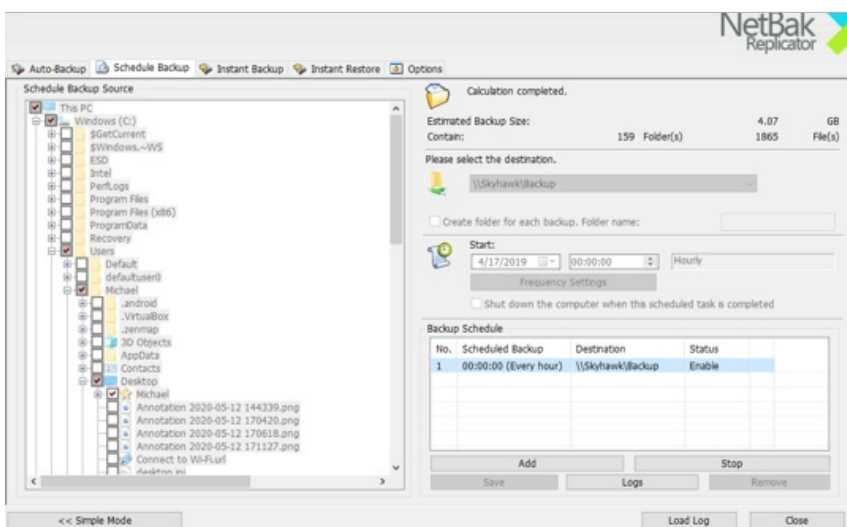 NetBak
Replicator
Auto-Backup Schedule Backup Instant Backup Instant Restore Options
Schedule Backup Source
This PC
Windows (C:)
$GetCurrent
$Windows.~WS
ESD
Intel
PerfLogs
Program Files
Program Files (x86)
ProgramData
Recovery
Users
Default
defaultuser0
Michael
.android
.VirtualBox
.zenmap
3D Objects
AppData
Contacts
Desktop
Michael
Annotation 2020-05-12 144339.png
Annotation 2020-05-12 170420.png
Annotation 2020-05-12 170618.png
Annotation 2020-05-12 171127.png
Connect to Wi-Fi.url
desktop.ini
<< Simple Mode
Calculation completed.
Estimated Backup Size: 4.07 GB
Contain: 159 Folder(s) 1865 File(s)
Please select the destination.
\\Skyhawk\Backup
Create folder for each backup. Folder name:
Start:
4/17/2019 00:00:00 Hourly
Frequency Settings
Shut down the computer when this scheduled task is completed
Backup Schedule
No. Scheduled Backup Destination Status
1 00:00:00 (Every hour) \\Skyhawk\Backup Enable
Add Stop
Save Logs Remove
Load Log Close